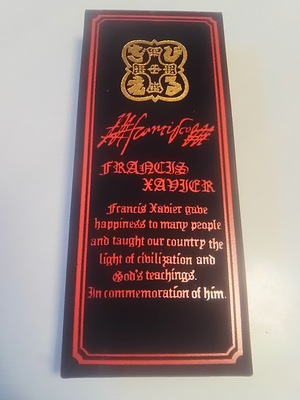 Francisco
FRANCIS
XAVIER
Francis Xavier gave
happiness to many people
and taught our country the
light of civilization and
God's teachings.
In commemoration of him.